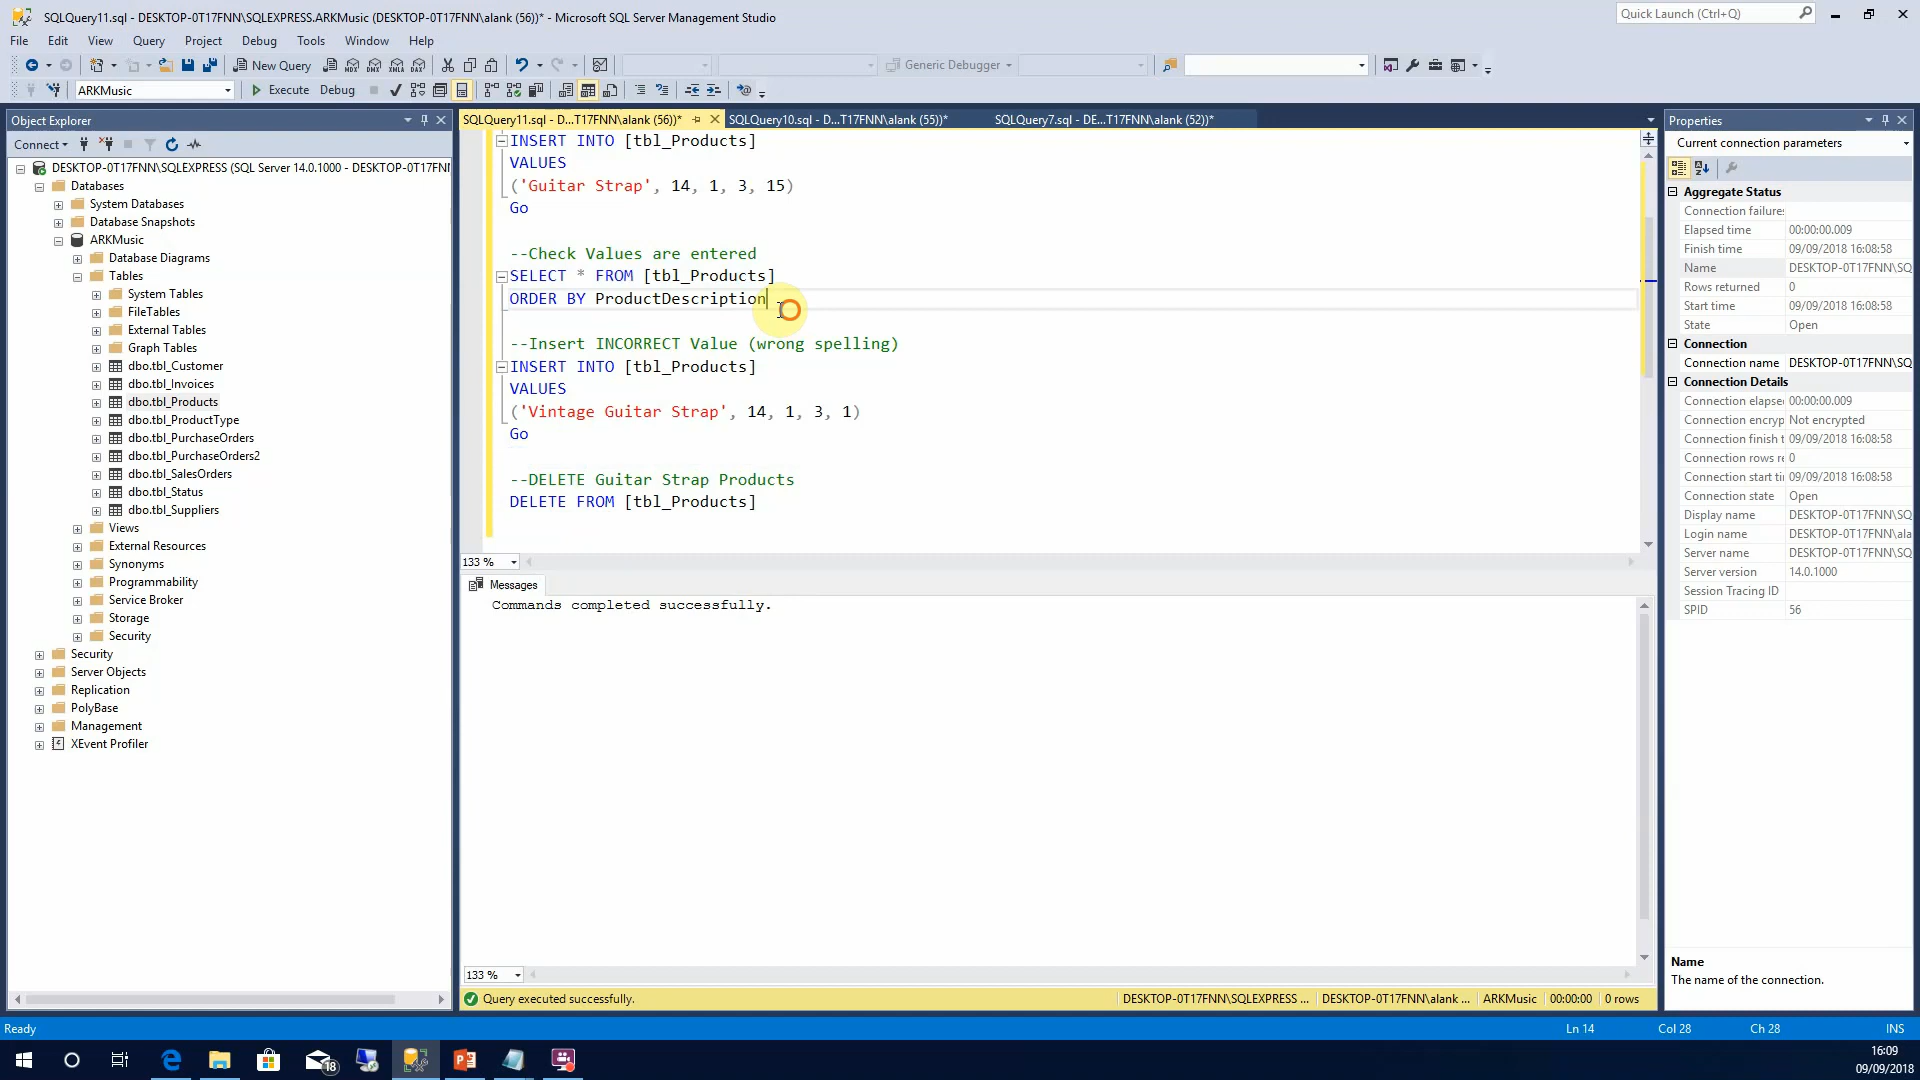 SQLQuery11.sql - DESKTOP-0T17FNN\SQLEXPRESS.ARKMusic (DESKTOP-0T17FNN\alank (56))* - Microsoft SQL Server Management Studio
Quick Launch (Ctrl+Q)
File Edit View Query Project Debug Tools Window Help
New Query
Generic Debugger
ARKMusic
Execute Debug
Object Explorer
Connect
DESKTOP-0T17FNN\SQLEXPRESS (SQL Server 14.0.1000 - DESKTOP-0T17FNN
Databases
System Databases
Database Snapshots
ARKMusic
Database Diagrams
Tables
System Tables
FileTables
External Tables
Graph Tables
dbo.tbl_Customer
dbo.tbl_Invoices
dbo.tbl_Products
dbo.tbl_ProductType
dbo.tbl_PurchaseOrders
dbo.tbl_PurchaseOrders2
dbo.tbl_SalesOrders
dbo.tbl_Status
dbo.tbl_Suppliers
Views
External Resources
Synonyms
Programmability
Service Broker
Storage
Security
Security
Server Objects
Replication
PolyBase
Management
XEvent Profiler
SQLQuery11.sql - D...T17FNN\alank (56))* SQLQuery10.sql - D...T17FNN\alank (55))* SQLQuery7.sql - DE...T17FNN\alank (52))*
INSERT INTO [tbl_Products]
VALUES
('Guitar Strap', 14, 1, 3, 15)
Go
--Check Values are entered
SELECT * FROM [tbl_Products]
ORDER BY ProductDescription
--Insert INCORRECT Value (wrong spelling)
INSERT INTO [tbl_Products]
VALUES
('Vintage Guitar Strap', 14, 1, 3, 1)
Go
--DELETE Guitar Strap Products
DELETE FROM [tbl_Products]
133 %
Messages
Commands completed successfully.
133 %
Query executed successfully. DESKTOP-0T17FNN\SQLEXPRESS ... DESKTOP-0T17FNN\alank ... ARKMusic 00:00:00 0 rows
Properties
Current connection parameters
Aggregate Status
Connection failures
Elapsed time 00:00:00.009
Finish time 09/09/2018 16:08:58
Name DESKTOP-0T17FNN\SQ
Rows returned 0
Start time 09/09/2018 16:08:58
State Open
Connection
Connection name DESKTOP-0T17FNN\SQ
Connection Details
Connection elapse 00:00:00.009
Connection encryp Not encrypted
Connection finish t 09/09/2018 16:08:58
Connection rows re 0
Connection start ti 09/09/2018 16:08:58
Connection state Open
Display name DESKTOP-0T17FNN\SQ
Login name DESKTOP-0T17FNN\ala
Server name DESKTOP-0T17FNN\SQ
Server version 14.0.1000
Session Tracing ID
SPID 56
Name
The name of the connection.
Ready Ln 14 Col 28 Ch 28 INS
18
16:09
09/09/2018